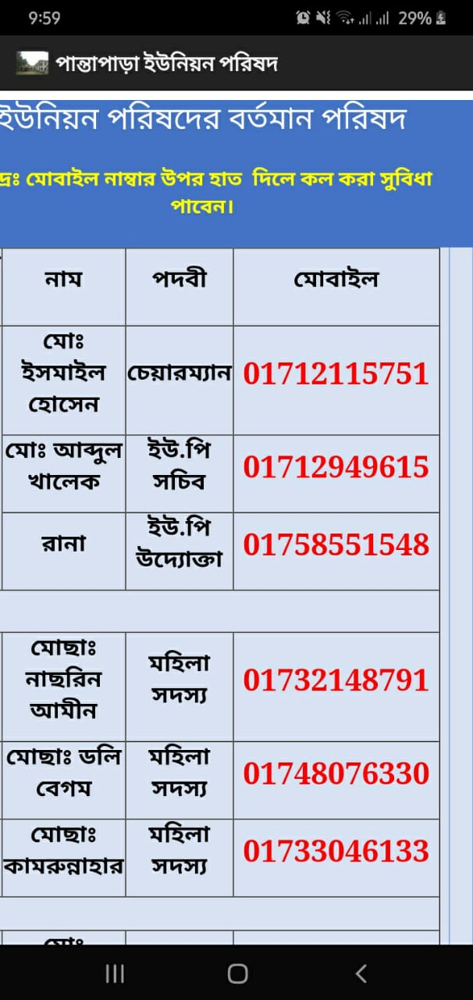 9:59
29%
পান্তাপাড়া ইউনিয়ন পরিষদ
ইউনিয়ন পরিষদের বর্তমান পরিষদ
দ্রঃ মোবাইল নাম্বার উপর হাত দিলে কল করা সুবিধা
পাবেন।
নাম পদবী মোবাইল
মোঃ
ইসমাইল চেয়ারম্যান 01712115751
হোসেন
মোঃ আব্দুল ইউ.পি
খালেক সচিব 01712949615
রানা ইউ.পি
উদ্যোক্তা 01758551548
মোছাঃ
নাছরিন মহিলা
আমীন সদস্য 01732148791
মোছাঃ ডলি মহিলা
বেগম সদস্য 01748076330
মোছাঃ মহিলা
কামরুন্নাহার সদস্য 01733046133
মোঃ